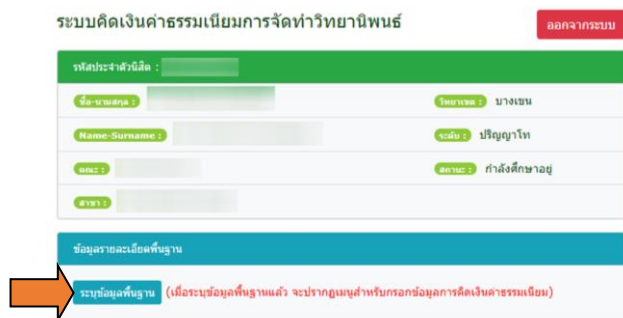 ระบบคิดเงินค่าธรรมเนียมการจัดทำวิทยานิพนธ์
ออกจากระบบ
รหัสประจำตัวนิสิต :
ชื่อ-นามสกุล :
วิทยาเขต : บางเขน
Name-Surname :
ระดับ : ปริญญาโท
คณะ :
สถานะ : กำลังศึกษาอยู่
สาขา :
ข้อมูลรายละเอียดพื้นฐาน
ระบุข้อมูลพื้นฐาน (เมื่อระบุข้อมูลพื้นฐานแล้ว จะปรากฏเมนูสำหรับกรอกข้อมูลการคิดเงินค่าธรรมเนียม)